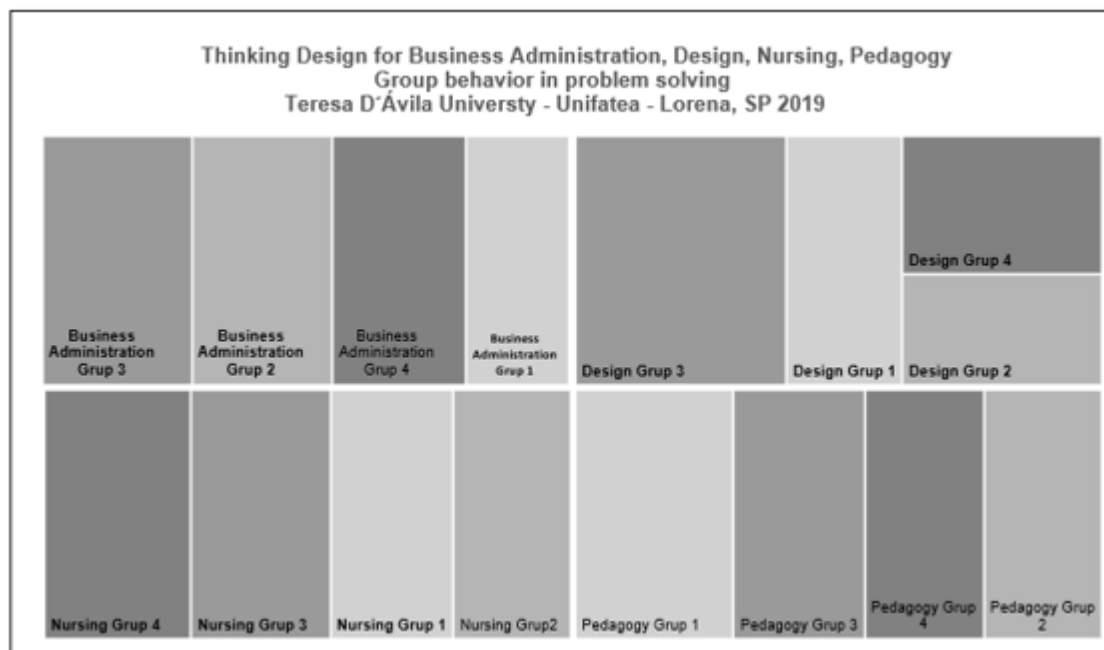 Thinking Design for Business Administration, Design, Nursing, Pedagogy
Group behavior in problem solving
Teresa D´Ávila Universty - Unifatea - Lorena, SP 2019
Business
Administration
Grup 3
Business
Administration
Grup 2
Business
Administration
Grup 4
Business
Administration
Grup 1
Design Grup 3
Design Grup 1
Design Grup 4
Design Grup 2
Nursing Grup 4
Nursing Grup 3
Nursing Grup 1
Nursing Grup2
Pedagogy Grup 1
Pedagogy Grup 3
Pedagogy Grup
4
Pedagogy Grup
2